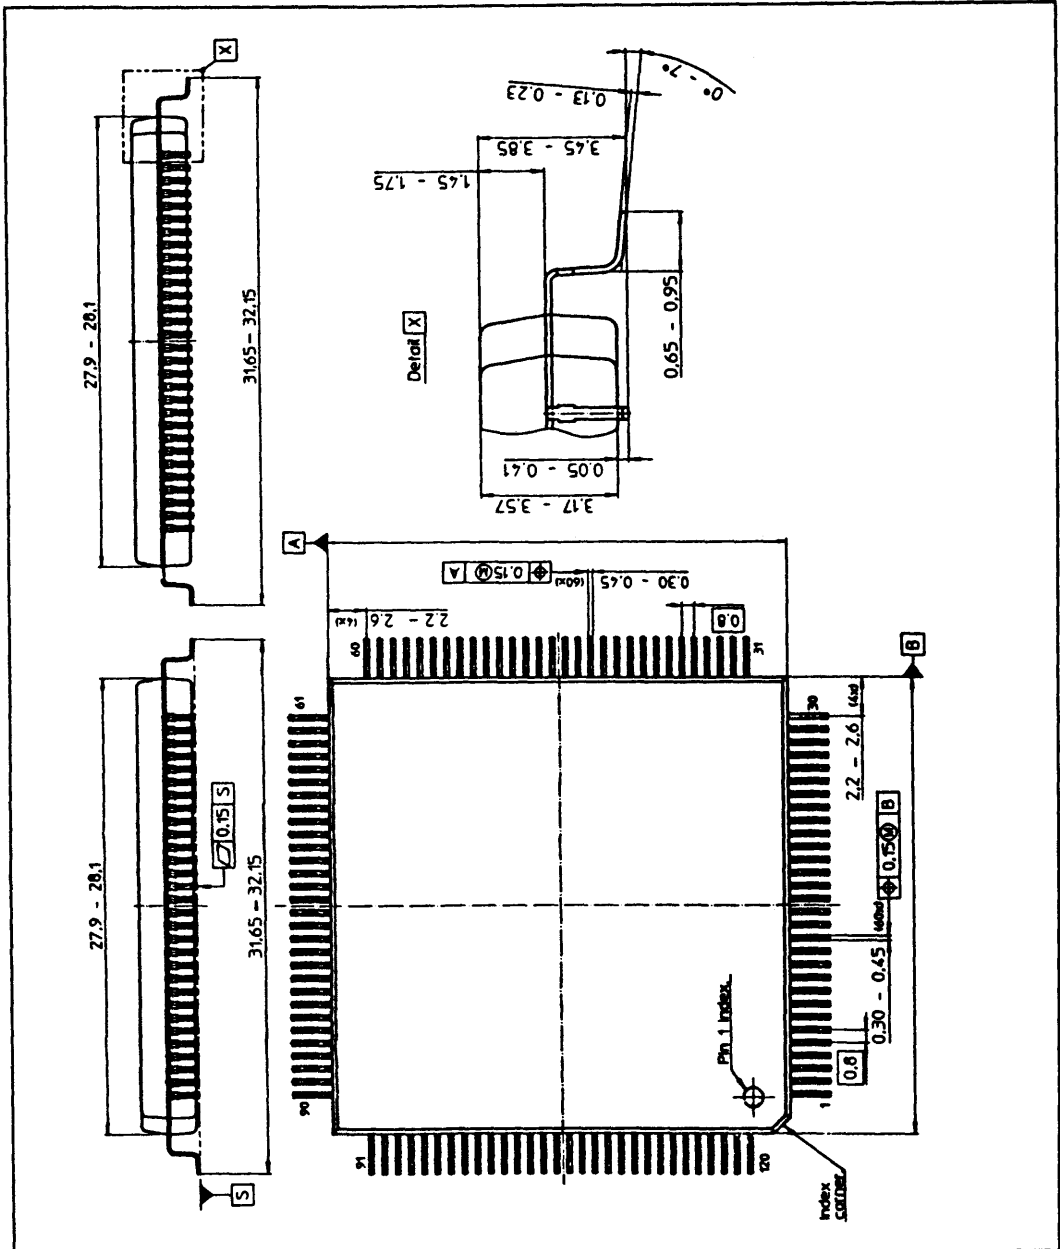 X
27.9 - 28.1
31.65 - 32.15
0° - 7°
0.13 - 0.23
3.45 - 3.85
1.45 - 1.75
Detail X
0.65 - 0.95
0.05 - 0.41
3.17 - 3.57
27.9 - 28.1
0.15 S
31.65 - 32.15
S
A
⌖ 0.15 Ⓜ A
(60x)
0.30 - 0.45
2.2 - 2.6
(4x)
0.8
60
31
B
61
30
(4x)
2.2 - 2.6
⌖ 0.15 Ⓜ B
(60x)
0.30 - 0.45
0.8
Pin 1 Index
90
1
91
120
Index
corner